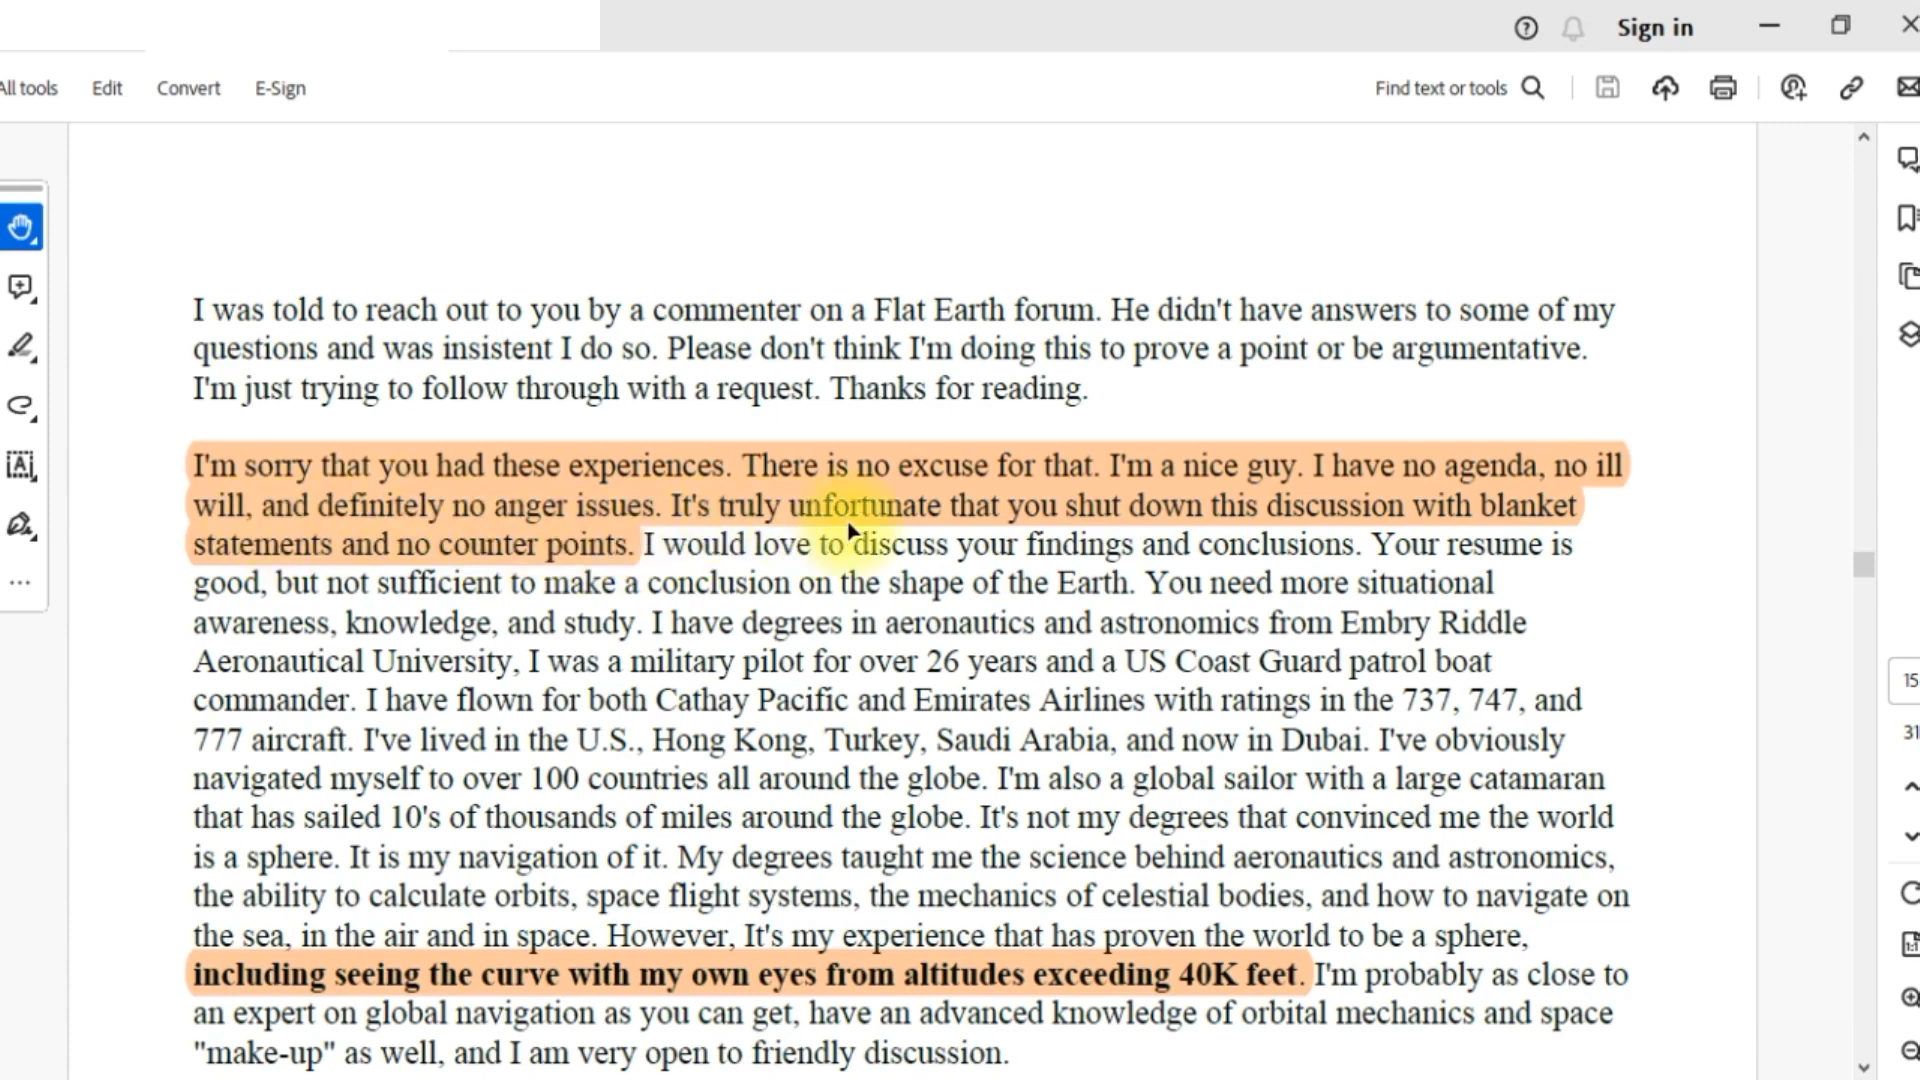 Sign in
All tools Edit Convert E-Sign Find text or tools
I was told to reach out to you by a commenter on a Flat Earth forum. He didn't have answers to some of my
questions and was insistent I do so. Please don't think I'm doing this to prove a point or be argumentative.
I'm just trying to follow through with a request. Thanks for reading.
I'm sorry that you had these experiences. There is no excuse for that. I'm a nice guy. I have no agenda, no ill
will, and definitely no anger issues. It's truly unfortunate that you shut down this discussion with blanket
statements and no counter points. I would love to discuss your findings and conclusions. Your resume is
good, but not sufficient to make a conclusion on the shape of the Earth. You need more situational
awareness, knowledge, and study. I have degrees in aeronautics and astronomics from Embry Riddle
Aeronautical University, I was a military pilot for over 26 years and a US Coast Guard patrol boat
commander. I have flown for both Cathay Pacific and Emirates Airlines with ratings in the 737, 747, and
777 aircraft. I've lived in the U.S., Hong Kong, Turkey, Saudi Arabia, and now in Dubai. I've obviously
navigated myself to over 100 countries all around the globe. I'm also a global sailor with a large catamaran
that has sailed 10's of thousands of miles around the globe. It's not my degrees that convinced me the world
is a sphere. It is my navigation of it. My degrees taught me the science behind aeronautics and astronomics,
the ability to calculate orbits, space flight systems, the mechanics of celestial bodies, and how to navigate on
the sea, in the air and in space. However, It's my experience that has proven the world to be a sphere,
including seeing the curve with my own eyes from altitudes exceeding 40K feet. I'm probably as close to
an expert on global navigation as you can get, have an advanced knowledge of orbital mechanics and space
"make-up" as well, and I am very open to friendly discussion.